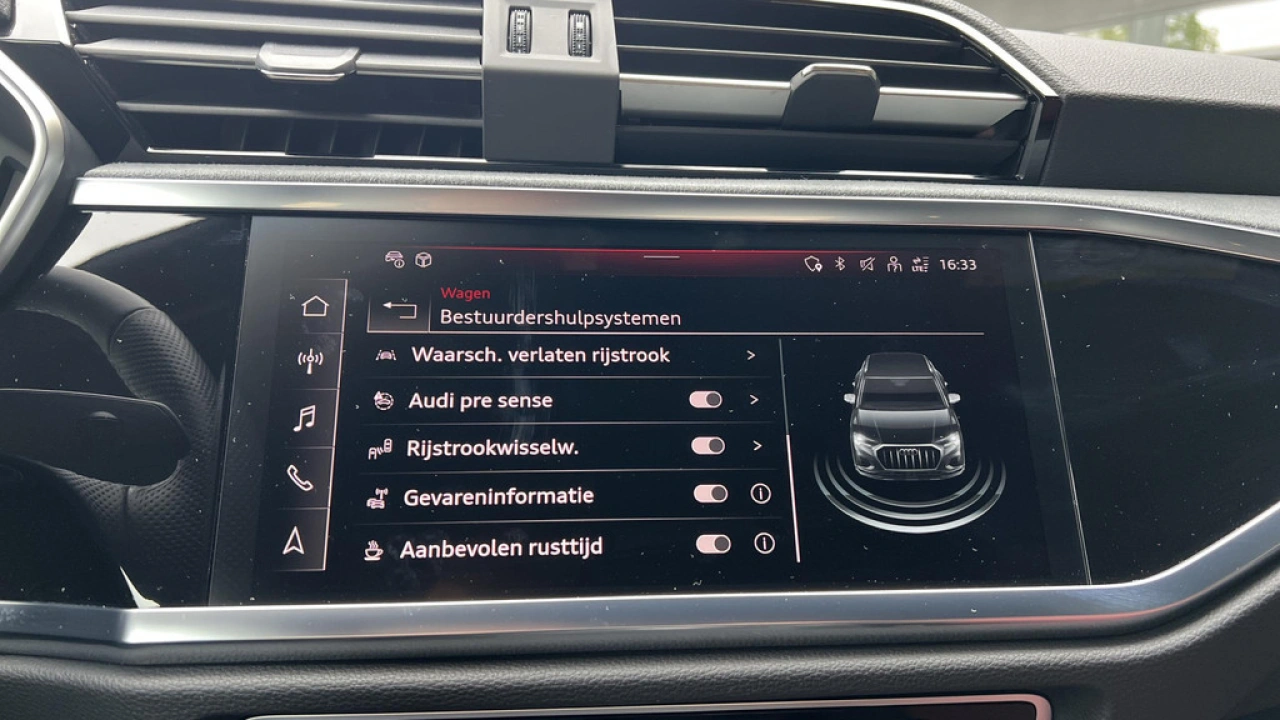 16:33
Wagen
Bestuurdershulpsystemen
Waarsch. verlaten rijstrook
Audi pre sense
Rijstrookwisselw.
Gevareninformatie
Aanbevolen rusttijd